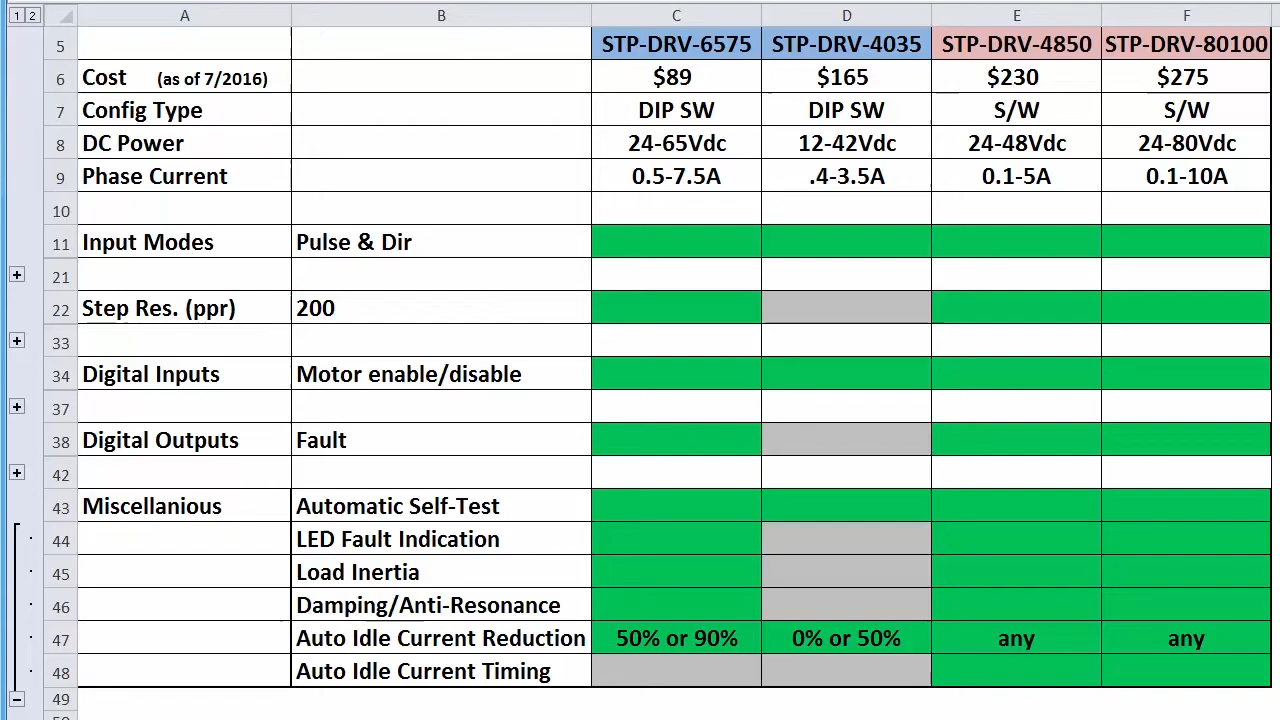 1 2 A B C D E F
5 STP-DRV-6575 STP-DRV-4035 STP-DRV-4850 STP-DRV-80100
6 Cost (as of 7/2016) $89 $165 $230 $275
7 Config Type DIP SW DIP SW S/W S/W
8 DC Power 24-65Vdc 12-42Vdc 24-48Vdc 24-80Vdc
9 Phase Current 0.5-7.5A .4-3.5A 0.1-5A 0.1-10A
10
11 Input Modes Pulse & Dir
+ 21
22 Step Res. (ppr) 200
+ 33
34 Digital Inputs Motor enable/disable
+ 37
38 Digital Outputs Fault
+ 42
43 Miscellanious Automatic Self-Test
44 LED Fault Indication
45 Load Inertia
46 Damping/Anti-Resonance
47 Auto Idle Current Reduction 50% or 90% 0% or 50% any any
48 Auto Idle Current Timing
- 49